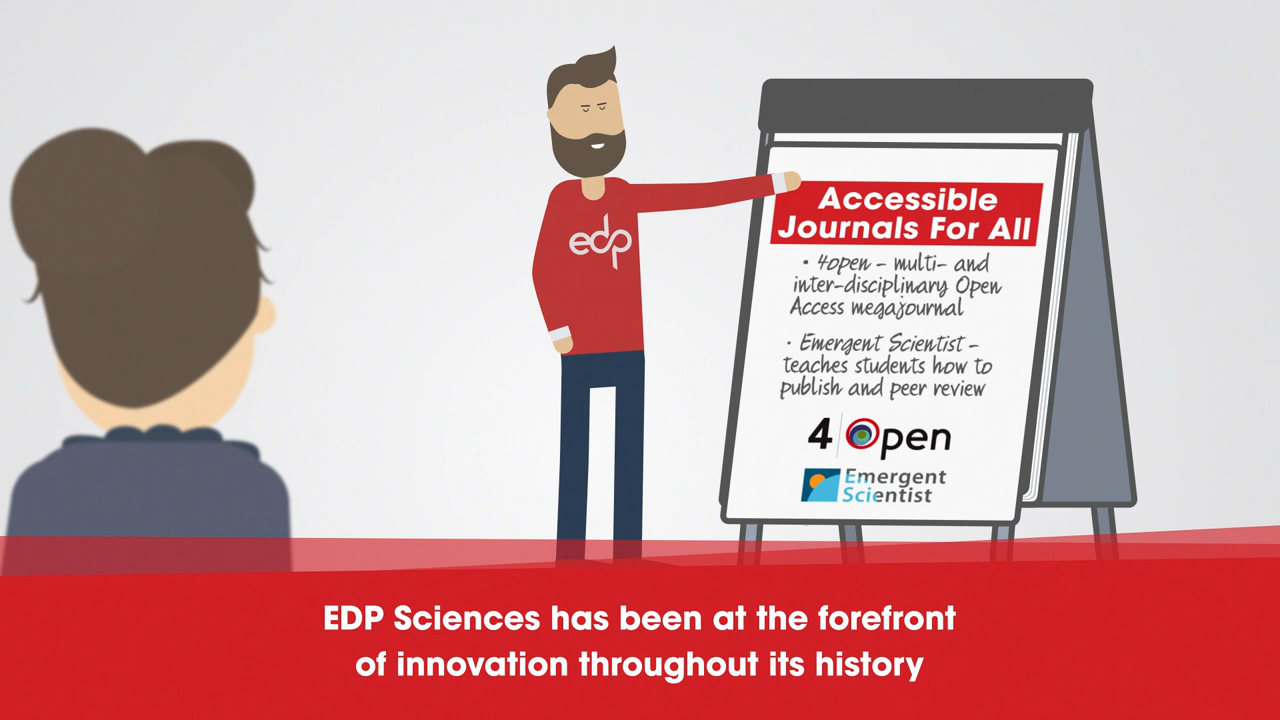 edp
Accessible
Journals For All
• 4open – multi– and
inter–disciplinary Open
Access megajournal
• Emergent Scientist –
teaches students how to
publish and peer review
4 Open
Emergent
Scientist
EDP Sciences has been at the forefront
of innovation throughout its history